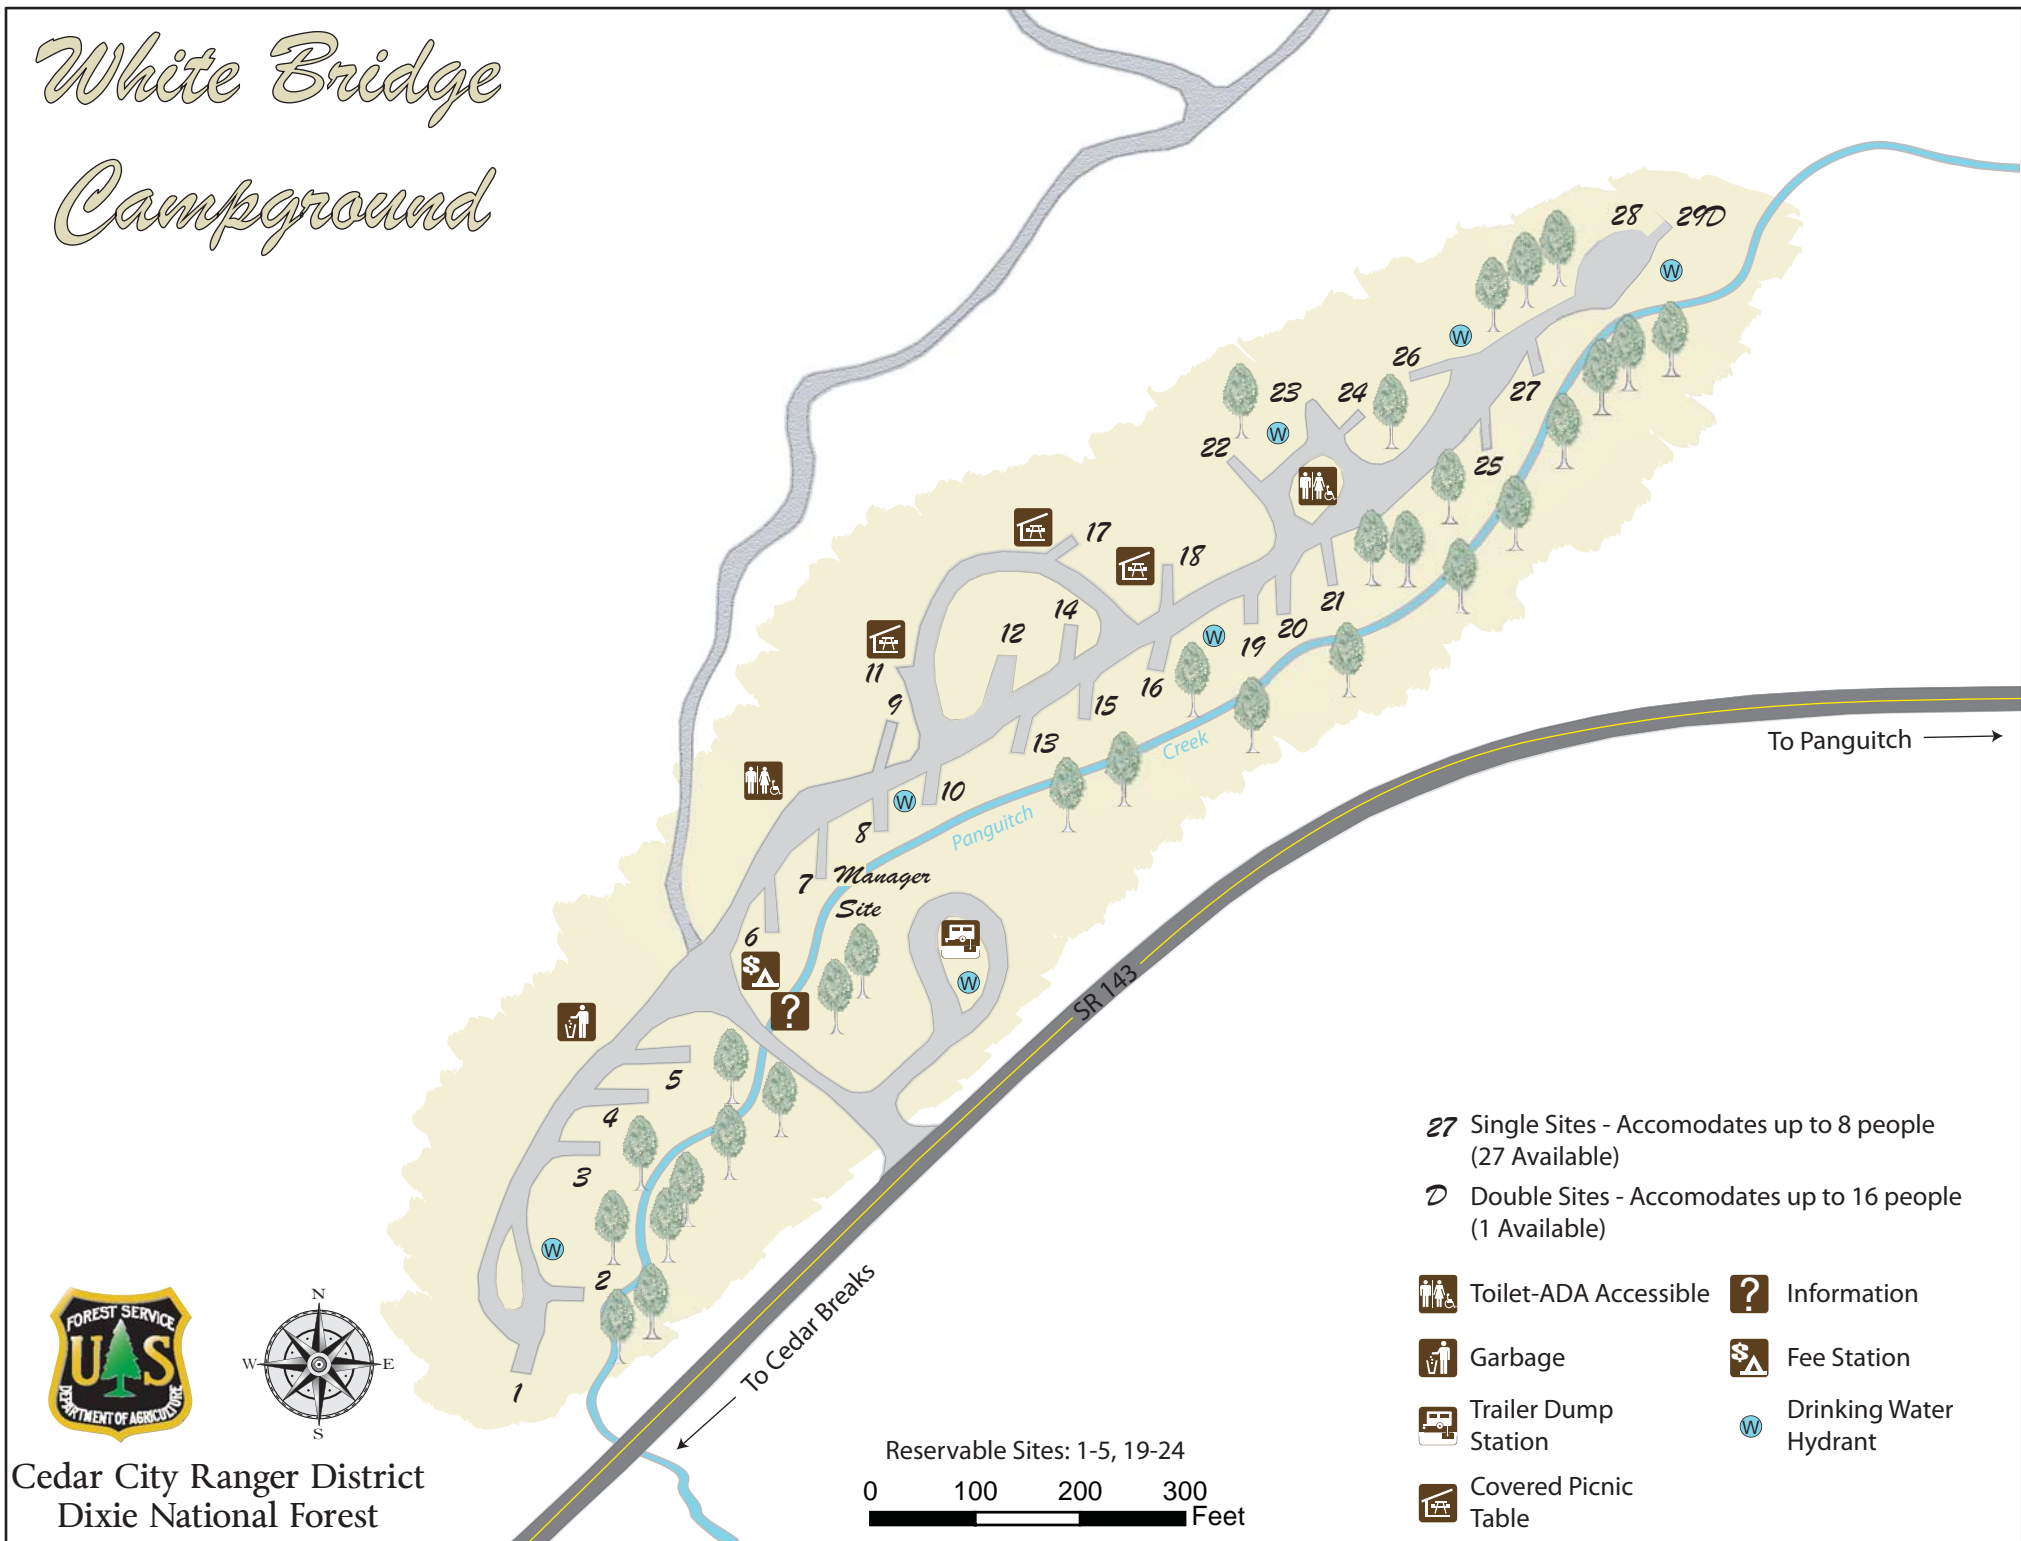 White Bridge
Campground
28
29D
W
W
26
27
23
24
W
22
25
17
18
14
12
21
20
19
W
11
16
15
9
13
Creek
To Panguitch
10
W
8
Panguitch
7
Manager
Site
6
$
?
W
SR 143
5
4
3
W
2
1
27 Single Sites - Accomodates up to 8 people
(27 Available)
D Double Sites - Accomodates up to 16 people
(1 Available)
Toilet-ADA Accessible
? Information
Garbage
$ Fee Station
Trailer Dump
Station
W Drinking Water
Hydrant
Covered Picnic
Table
To Cedar Breaks
FOREST SERVICE
U S
DEPARTMENT OF AGRICULTURE
N
W E
S
Cedar City Ranger District
Dixie National Forest
Reservable Sites: 1-5, 19-24
0 100 200 300
Feet